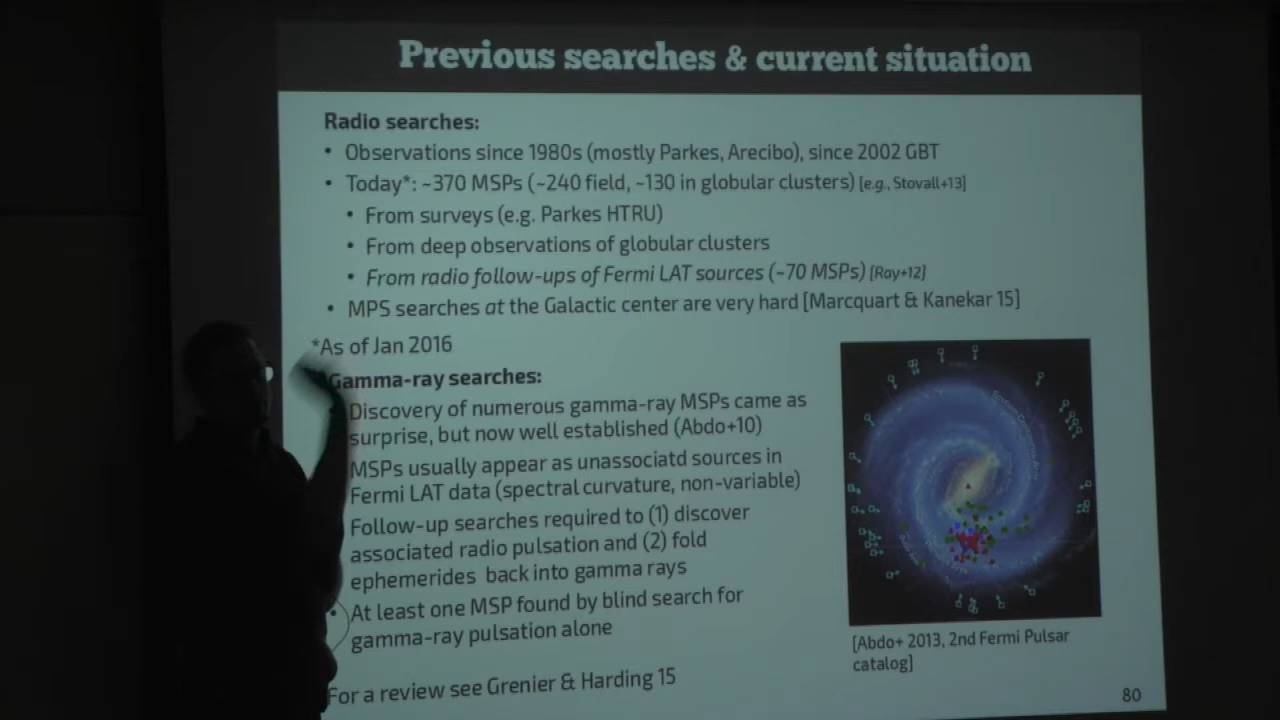 Previous searches & current situation
Radio searches:
• Observations since 1980s (mostly Parkes, Arecibo), since 2002 GBT
• Today*: ~370 MSPs (~240 field, ~130 in globular clusters) [e.g., Stovall+13]
• From surveys (e.g. Parkes HTRU)
• From deep observations of globular clusters
• From radio follow-ups of Fermi LAT sources (~70 MSPs) [Ray+12]
• MPS searches at the Galactic center are very hard [Marcquart & Kanekar 15]
*As of Jan 2016
Gamma-ray searches:
Discovery of numerous gamma-ray MSPs came as
surprise, but now well established (Abdo+10)
MSPs usually appear as unassociatd sources in
Fermi LAT data (spectral curvature, non-variable)
Follow-up searches required to (1) discover
associated radio pulsation and (2) fold
ephemerides back into gamma rays
• At least one MSP found by blind search for
gamma-ray pulsation alone
For a review see Grenier & Harding 15
[Abdo+ 2013, 2nd Fermi Pulsar
catalog]
80